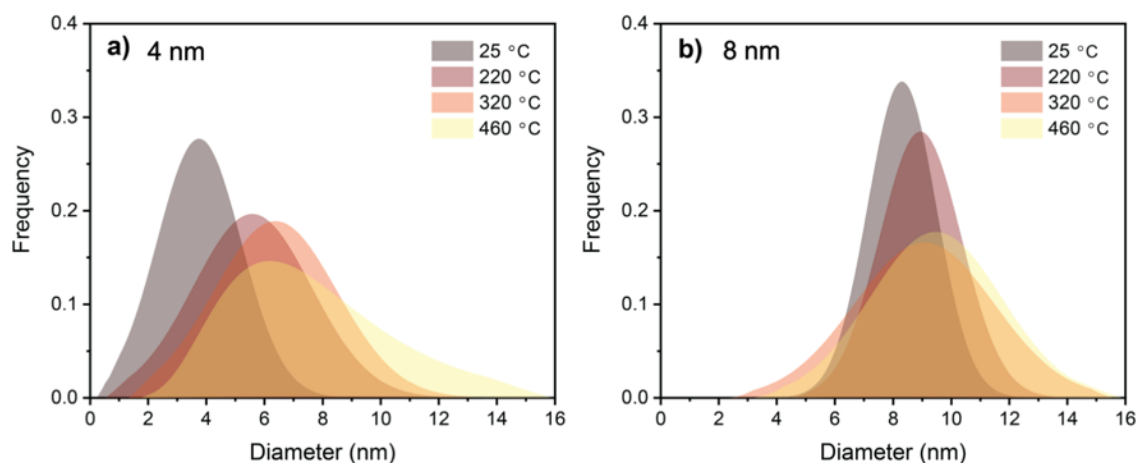 a) 4 nm
25 °C
220 °C
320 °C
460 °C
0.4
0.3
0.2
0.1
0.0
Frequency
0 2 4 6 8 10 12 14 16
Diameter (nm)
b) 8 nm
25 °C
220 °C
320 °C
460 °C
0.4
0.3
0.2
0.1
0.0
Frequency
0 2 4 6 8 10 12 14 16
Diameter (nm)